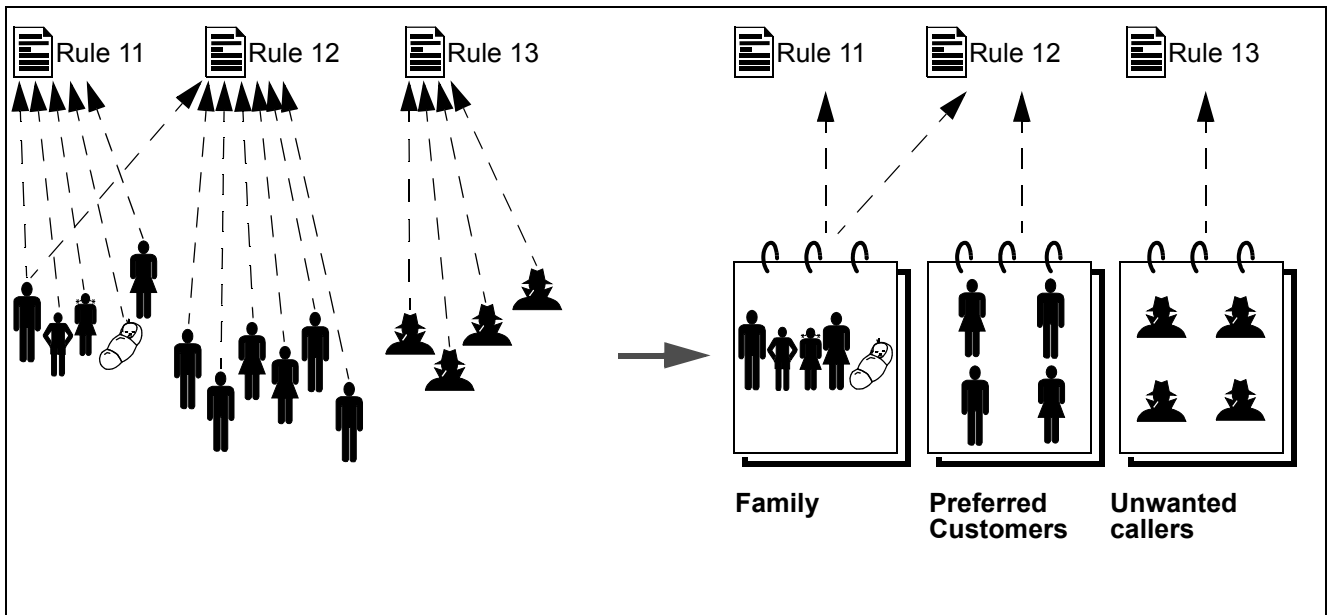 Rule 11
Rule 12
Rule 13
Rule 11
Rule 12
Rule 13
Family
Preferred
Customers
Unwanted
callers